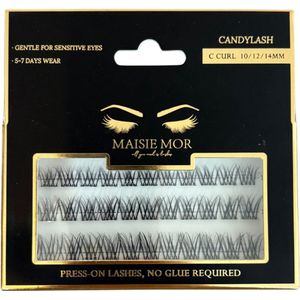 CANDYLASH
• GENTLE FOR SENSITIVE EYES
• 5-7 DAYS WEAR
C CURL 10/12/14MM
MAISIE MOR
PRESS-ON LASHES, NO GLUE REQUIRED